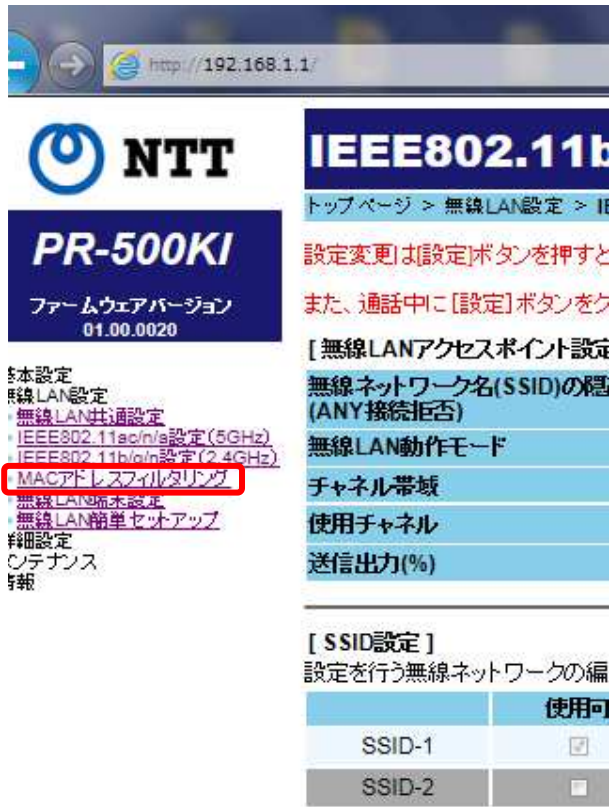 http://192.168.1.1/
NTT
PR-500KI
ファームウェアバージョン
01.00.0020
基本設定
無線LAN設定
無線LAN共通設定
IEEE802.11ac/n/a設定(5GHz)
IEEE802.11b/g/n設定(2.4GHz)
MACアドレスフィルタリング
無線LAN端末設定
無線LAN簡単セットアップ
詳細設定
ンテナンス
情報
IEEE802.11b
トップページ > 無線LAN設定 > IE
設定変更は[設定]ボタンを押すと
また、通話中に[設定]ボタンをク
[ 無線LANアクセスポイント設定
無線ネットワーク名(SSID)の隠
(ANY接続拒否)
無線LAN動作モード
チャネル帯域
使用チャネル
送信出力(%)
[ SSID設定 ]
設定を行う無線ネットワークの編
使用可
SSID-1
SSID-2